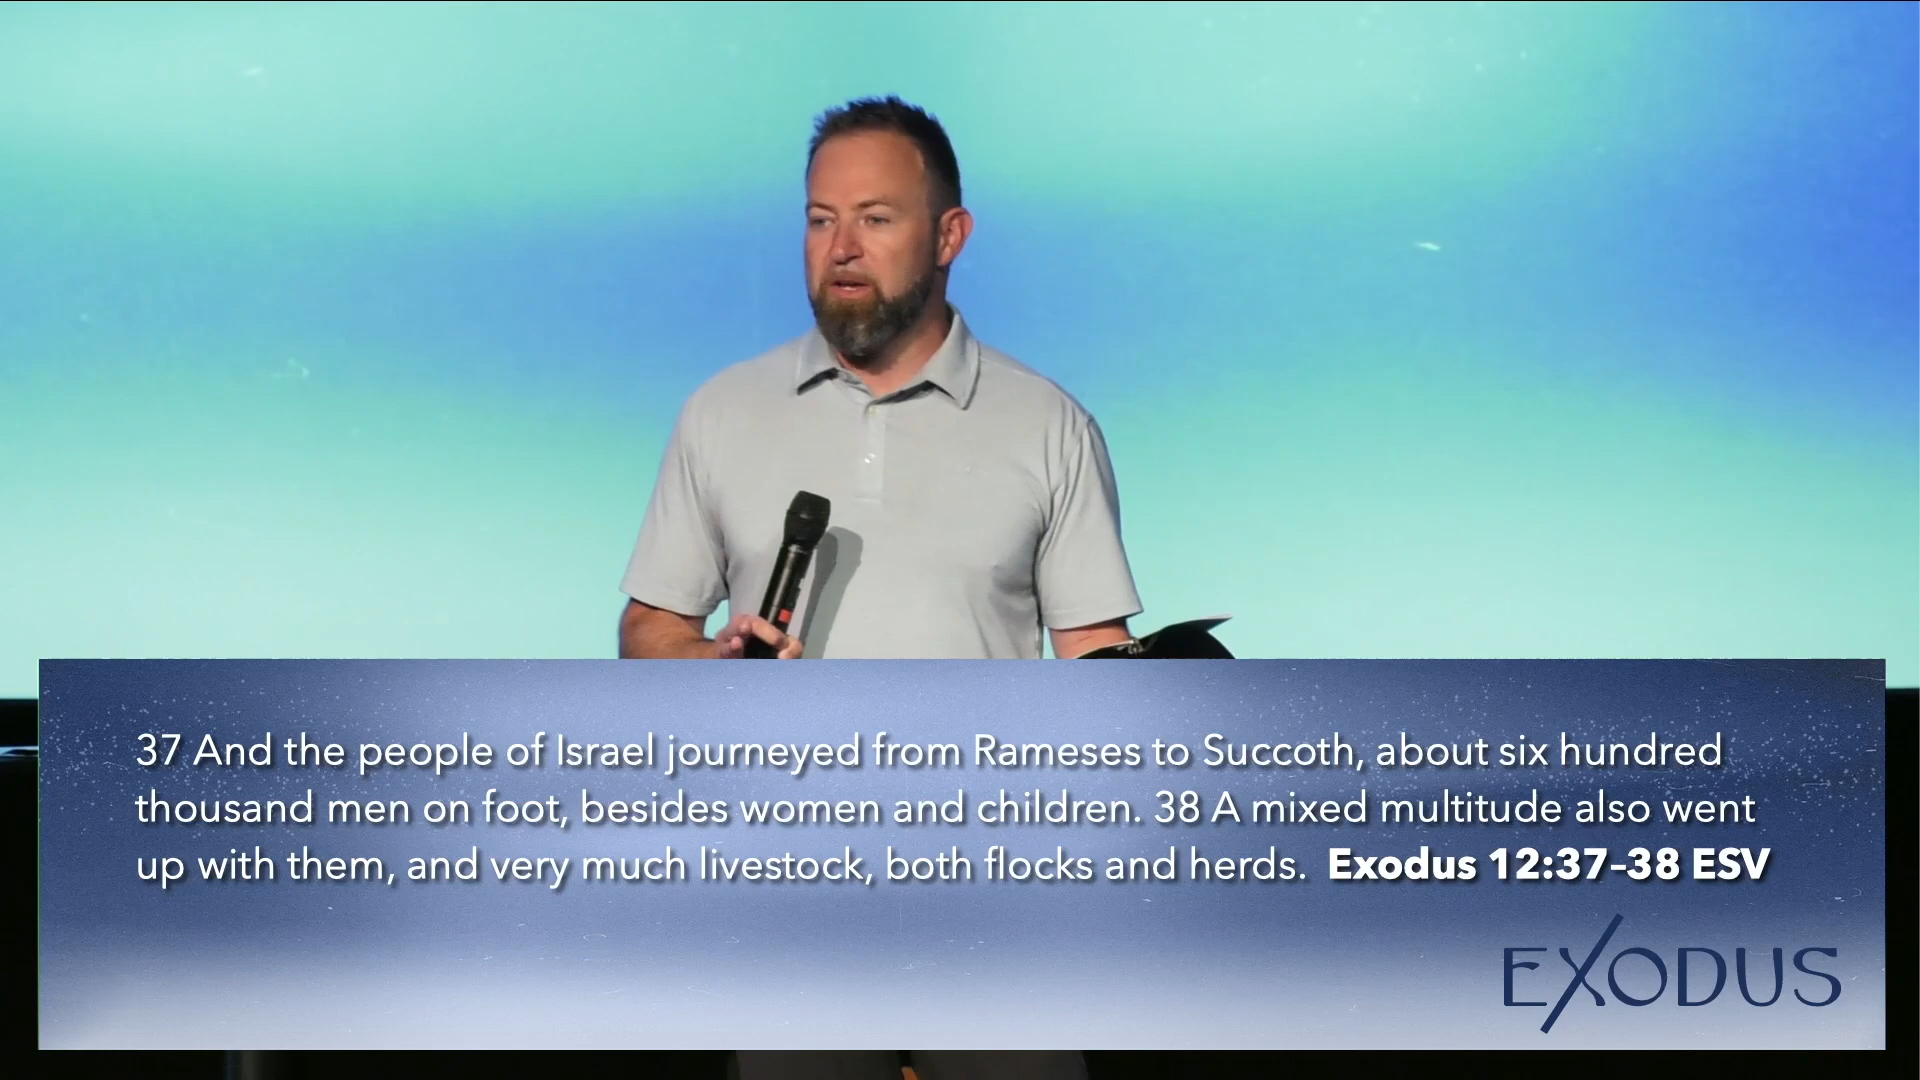 37 And the people of Israel journeyed from Rameses to Succoth, about six hundred
thousand men on foot, besides women and children. 38 A mixed multitude also went
up with them, and very much livestock, both flocks and herds.  Exodus 12:37–38 ESV
EXODUS